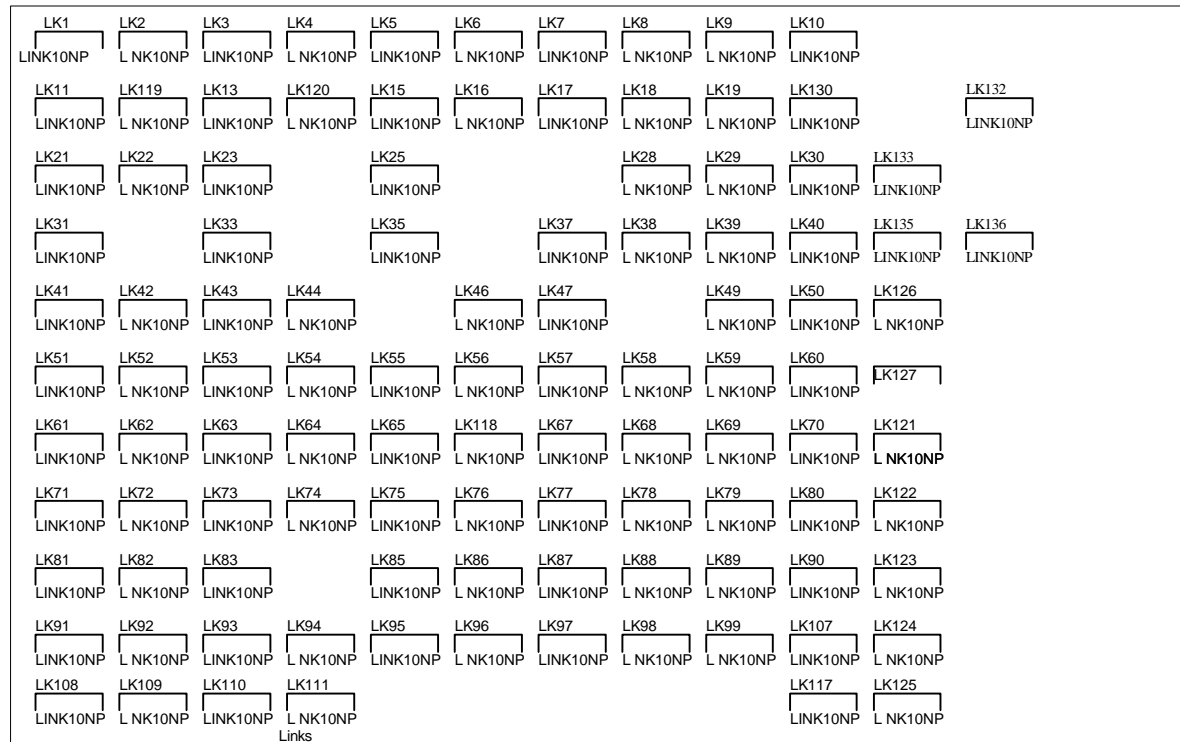 LK1 LK2 LK3 LK4 LK5 LK6 LK7 LK8 LK9 LK10
LINK10NP L NK10NP LINK10NP L NK10NP LINK10NP L NK10NP LINK10NP L NK10NP L NK10NP LINK10NP
LK11 LK119 LK13 LK120 LK15 LK16 LK17 LK18 LK19 LK130 LK132
LINK10NP L NK10NP LINK10NP L NK10NP LINK10NP L NK10NP LINK10NP L NK10NP L NK10NP LINK10NP LINK10NP
LK21 LK22 LK23 LK25 LK28 LK29 LK30 LK133
LINK10NP L NK10NP LINK10NP LINK10NP L NK10NP L NK10NP LINK10NP LINK10NP
LK31 LK33 LK35 LK37 LK38 LK39 LK40 LK135 LK136
LINK10NP LINK10NP LINK10NP LINK10NP L NK10NP L NK10NP LINK10NP LINK10NP LINK10NP
LK41 LK42 LK43 LK44 LK46 LK47 LK49 LK50 LK126
LINK10NP L NK10NP LINK10NP L NK10NP L NK10NP LINK10NP L NK10NP LINK10NP L NK10NP
LK51 LK52 LK53 LK54 LK55 LK56 LK57 LK58 LK59 LK60
LK127
LINK10NP L NK10NP LINK10NP L NK10NP LINK10NP L NK10NP LINK10NP L NK10NP L NK10NP LINK10NP
LK61 LK62 LK63 LK64 LK65 LK118 LK67 LK68 LK69 LK70 LK121
LINK10NP L NK10NP LINK10NP L NK10NP LINK10NP L NK10NP LINK10NP L NK10NP L NK10NP LINK10NP L NK10NP
LK71 LK72 LK73 LK74 LK75 LK76 LK77 LK78 LK79 LK80 LK122
LINK10NP L NK10NP LINK10NP L NK10NP LINK10NP L NK10NP LINK10NP L NK10NP L NK10NP LINK10NP L NK10NP
LK81 LK82 LK83 LK85 LK86 LK87 LK88 LK89 LK90 LK123
LINK10NP L NK10NP LINK10NP LINK10NP L NK10NP LINK10NP L NK10NP L NK10NP LINK10NP L NK10NP
LK91 LK92 LK93 LK94 LK95 LK96 LK97 LK98 LK99 LK107 LK124
LINK10NP L NK10NP LINK10NP L NK10NP LINK10NP L NK10NP LINK10NP L NK10NP L NK10NP LINK10NP L NK10NP
LK108 LK109 LK110 LK111 LK117 LK125
LINK10NP L NK10NP LINK10NP L NK10NP LINK10NP L NK10NP
Links